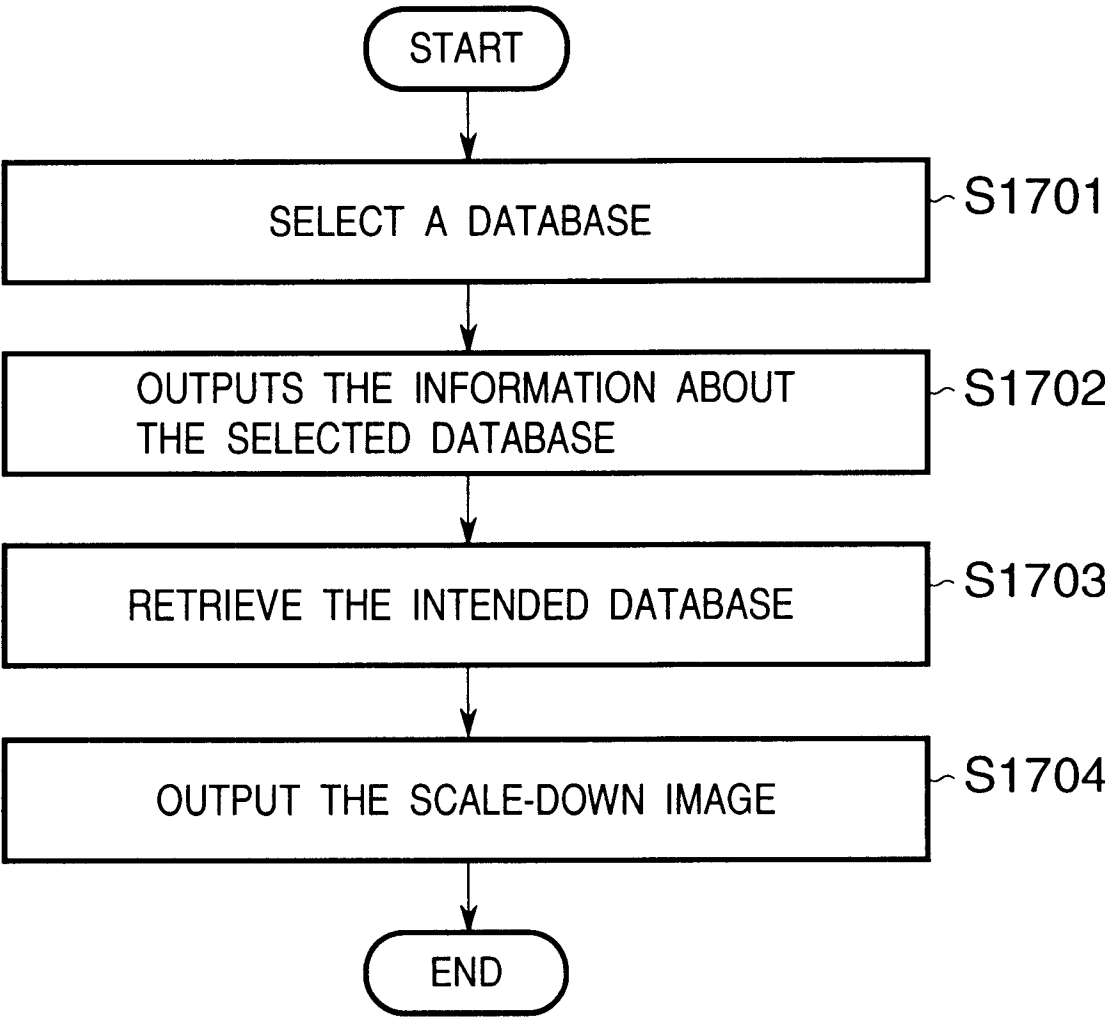 START
SELECT A DATABASE
S1701
OUTPUTS THE INFORMATION ABOUT
THE SELECTED DATABASE
S1702
RETRIEVE THE INTENDED DATABASE
S1703
OUTPUT THE SCALE-DOWN IMAGE
S1704
END